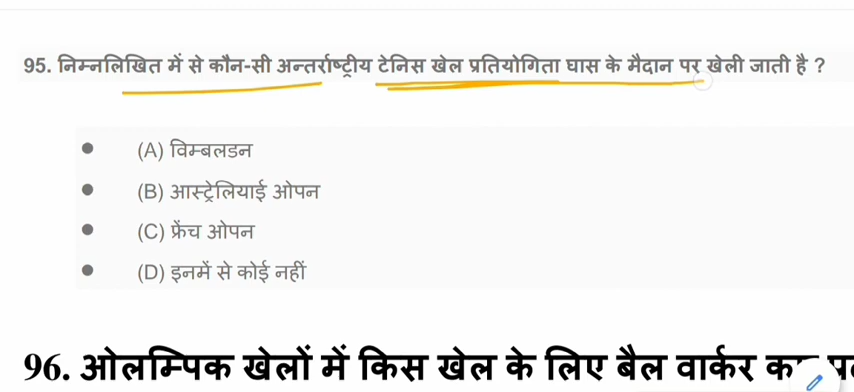 95. निम्नलिखित में से कौन-सी अन्तर्राष्ट्रीय टेनिस खेल प्रतियोगिता घास के मैदान पर खेली जाती है ?
(A) विम्बलडन
(B) आस्ट्रेलियाई ओपन
(C) फ्रेंच ओपन
(D) इनमें से कोई नहीं
96. ओलम्पिक खेलों में किस खेल के लिए बैल वार्कर